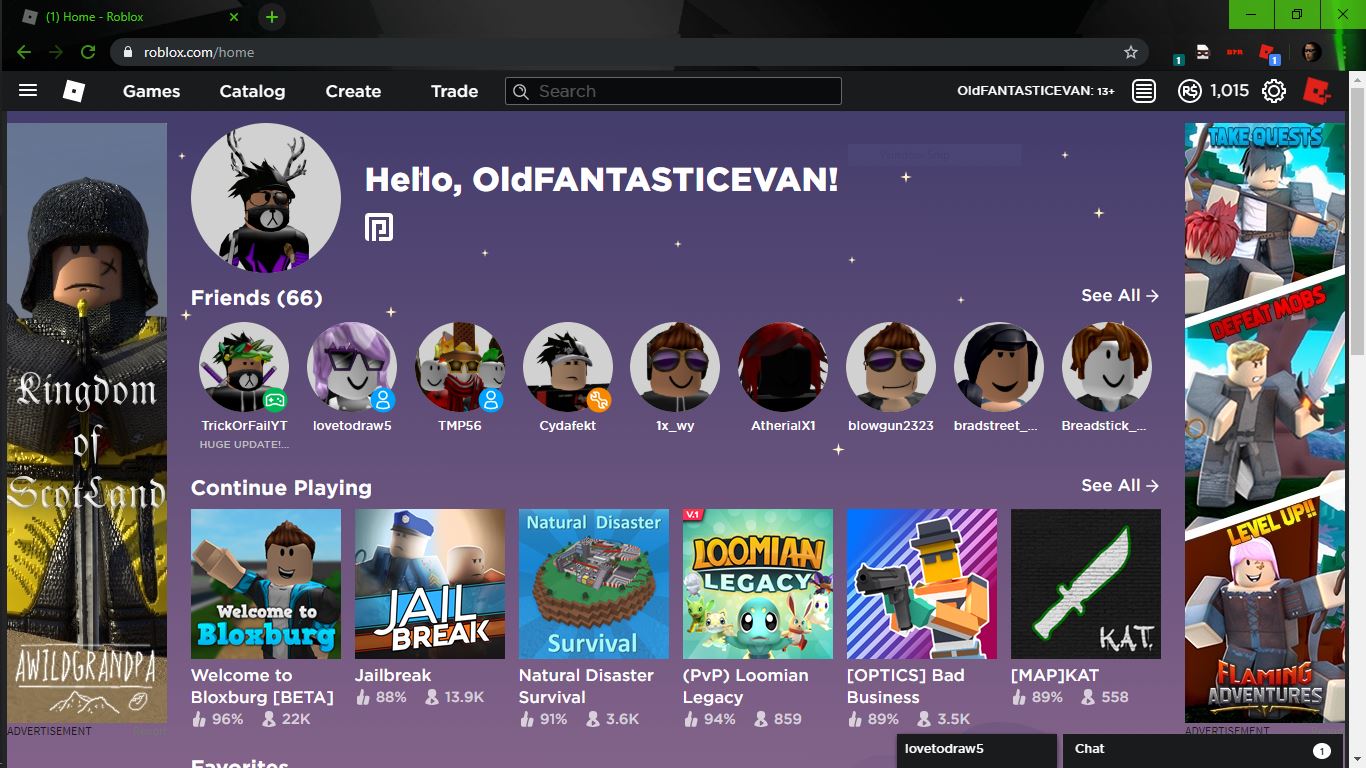 (1) Home - Roblox
roblox.com/home
1
1
Games
Catalog
Create
Trade
Search
OldFANTASTICEVAN: 13+
R$
1,015
Hello, OldFANTASTICEVAN!
Friends (66)
See All
TrickOrFailYT
HUGE UPDATE!...
lovetodraw5
TMP56
Cydafekt
1x_wy
AtherialX1
blowgun2323
bradstreet_...
Breadstick_...
Continue Playing
See All
Welcome to
Bloxburg
JAIL
BREAK
Natural Disaster
Survival
V.1
LOOMIAN
LEGACY
K.A.T.
Welcome to
Bloxburg [BETA]
96% 22K
Jailbreak
88% 13.9K
Natural Disaster
Survival
91% 3.6K
(PvP) Loomian
Legacy
94% 859
[OPTICS] Bad
Business
89% 3.5K
[MAP]KAT
89% 558
Favorites
Kingdom
of
Scotland
AWILDGRANDPA
ADVERTISEMENT
Report
TAKE QUESTS
DEFEAT MOBS
LEVEL UP!!
FLAMING
ADVENTURES
ADVERTISEMENT
lovetodraw5
Chat
1